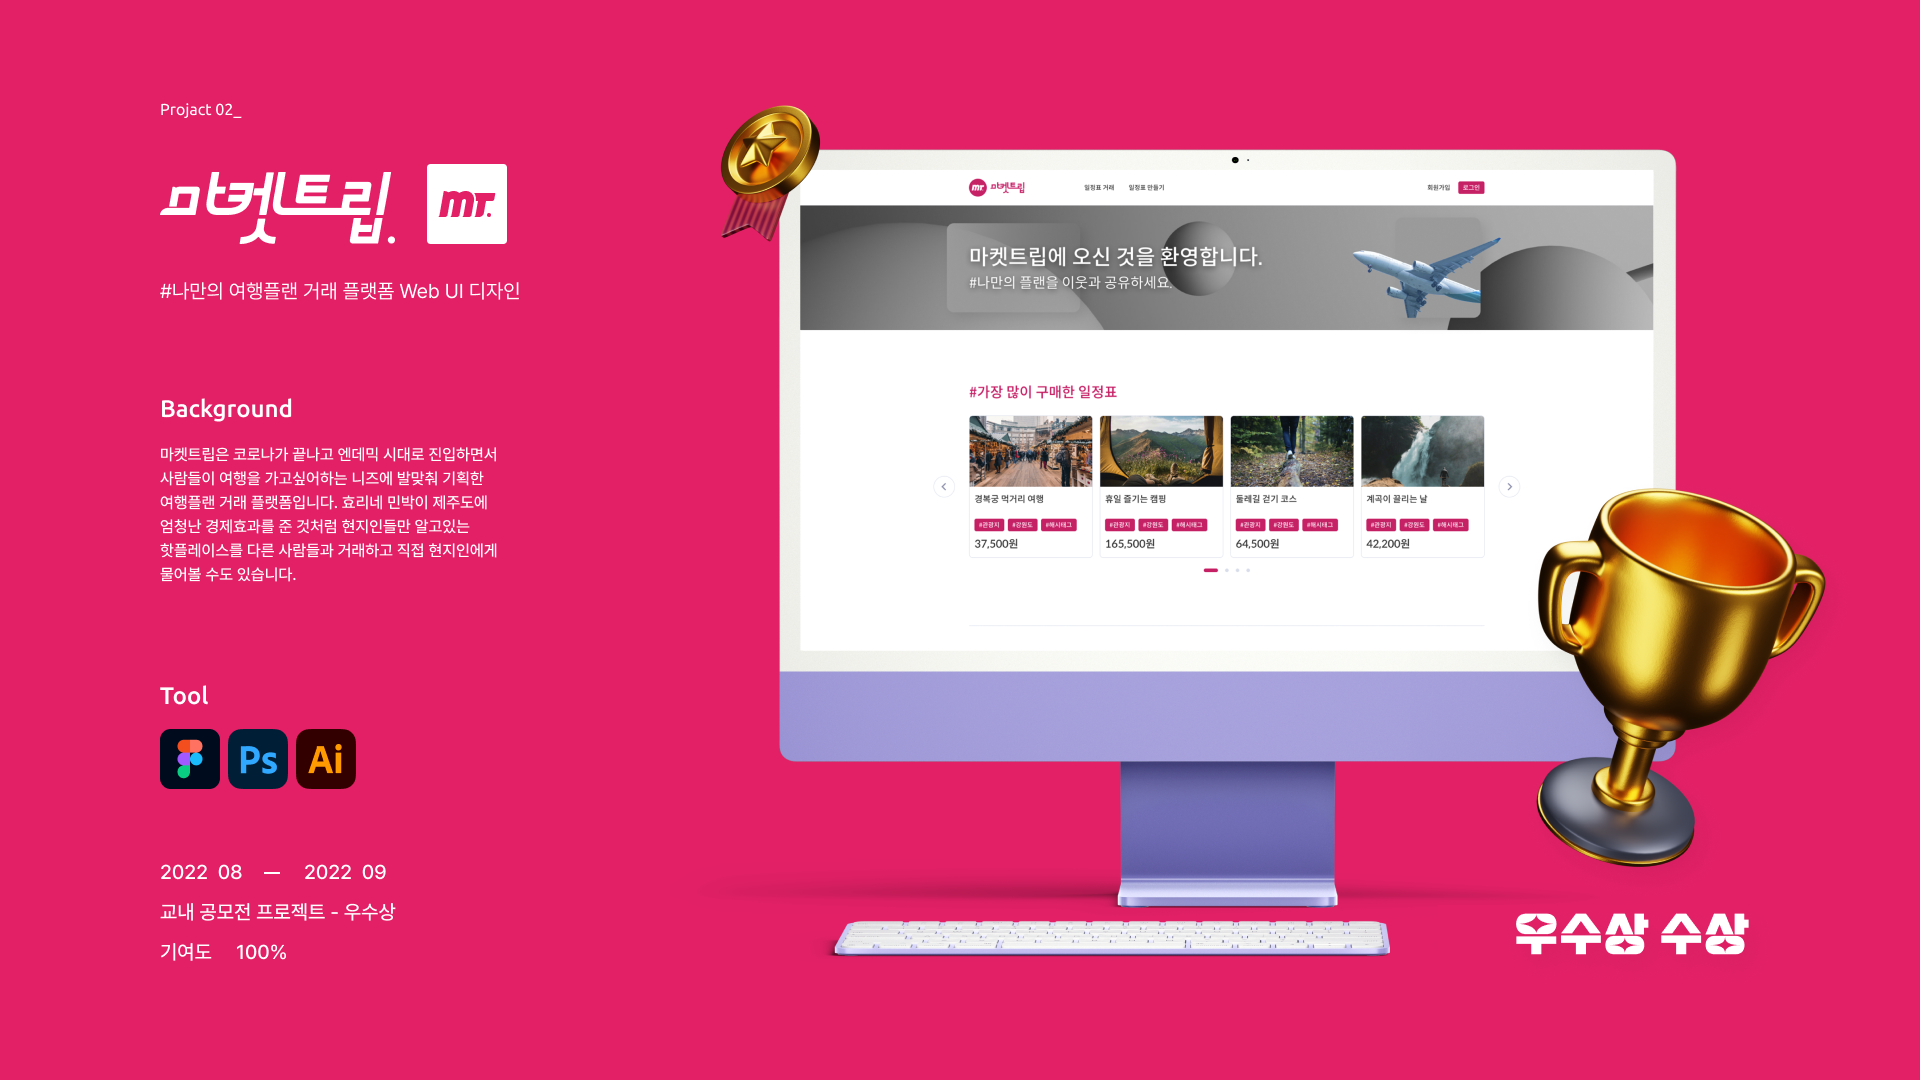 Projact 02_
마켓트립.
mr.
#나만의 여행플랜 거래 플랫폼 Web UI 디자인
Background
마켓트립은 코로나가 끝나고 엔데믹 시대로 진입하면서
사람들이 여행을 가고싶어하는 니즈에 발맞춰 기획한
여행플랜 거래 플랫폼입니다. 효리네 민박이 제주도에
엄청난 경제효과를 준 것처럼 현지인들만 알고있는
핫플레이스를 다른 사람들과 거래하고 직접 현지인에게
물어볼 수도 있습니다.
Tool
Ps
Ai
2022 08 — 2022 09
교내 공모전 프로젝트 - 우수상
기여도 100%
mr. 마켓트립
일정표 거래
일정표 만들기
회원가입
로그인
마켓트립에 오신 것을 환영합니다.
#나만의 플랜을 이웃과 공유하세요.
#가장 많이 구매한 일정표
경복궁 먹거리 여행
#관광지 #강원도 #해시태그
37,500원
휴일 즐기는 캠핑
#관광지 #강원도 #해시태그
165,500원
둘레길 걷기 코스
#관광지 #강원도 #해시태그
64,500원
계곡이 끌리는 날
#관광지 #강원도 #해시태그
42,200원
우수상 수상